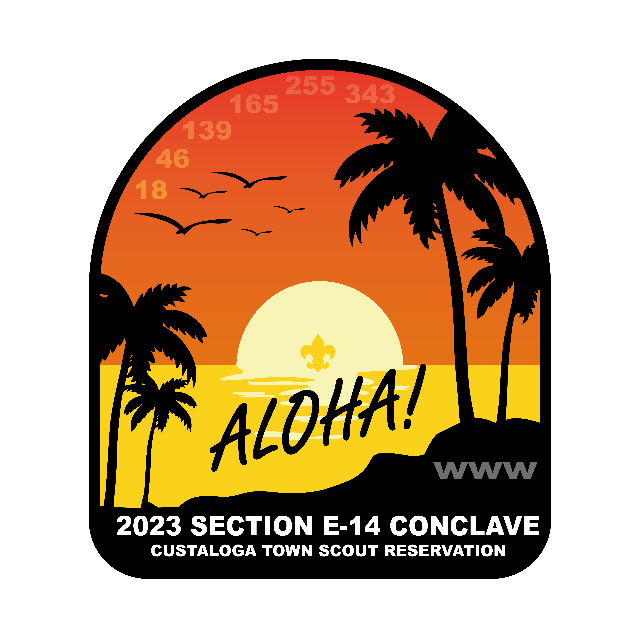 18
46
139
165
255
343
ALOHA!
WWW
2023 SECTION E-14 CONCLAVE
CUSTALOGA TOWN SCOUT RESERVATION